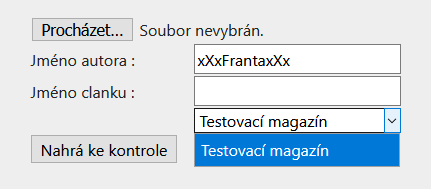 Procházet... Soubor nevybrán.
Jméno autora : xXxFrantaxXx
Jméno clanku :
Testovací magazín
Nahrá ke kontrole Testovací magazín